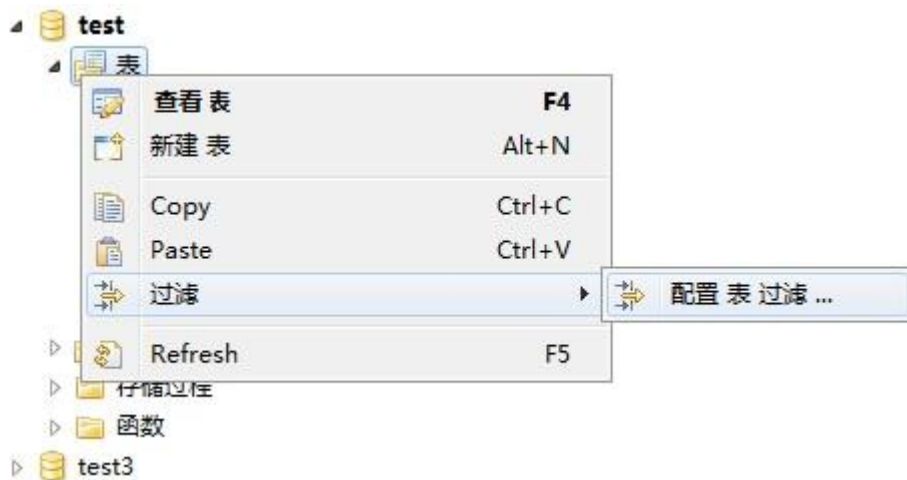 test
表
查看 表 F4
新建 表 Alt+N
Copy Ctrl+C
Paste Ctrl+V
过滤 配置 表 过滤 ...
Refresh F5
存储过程
函数
test3